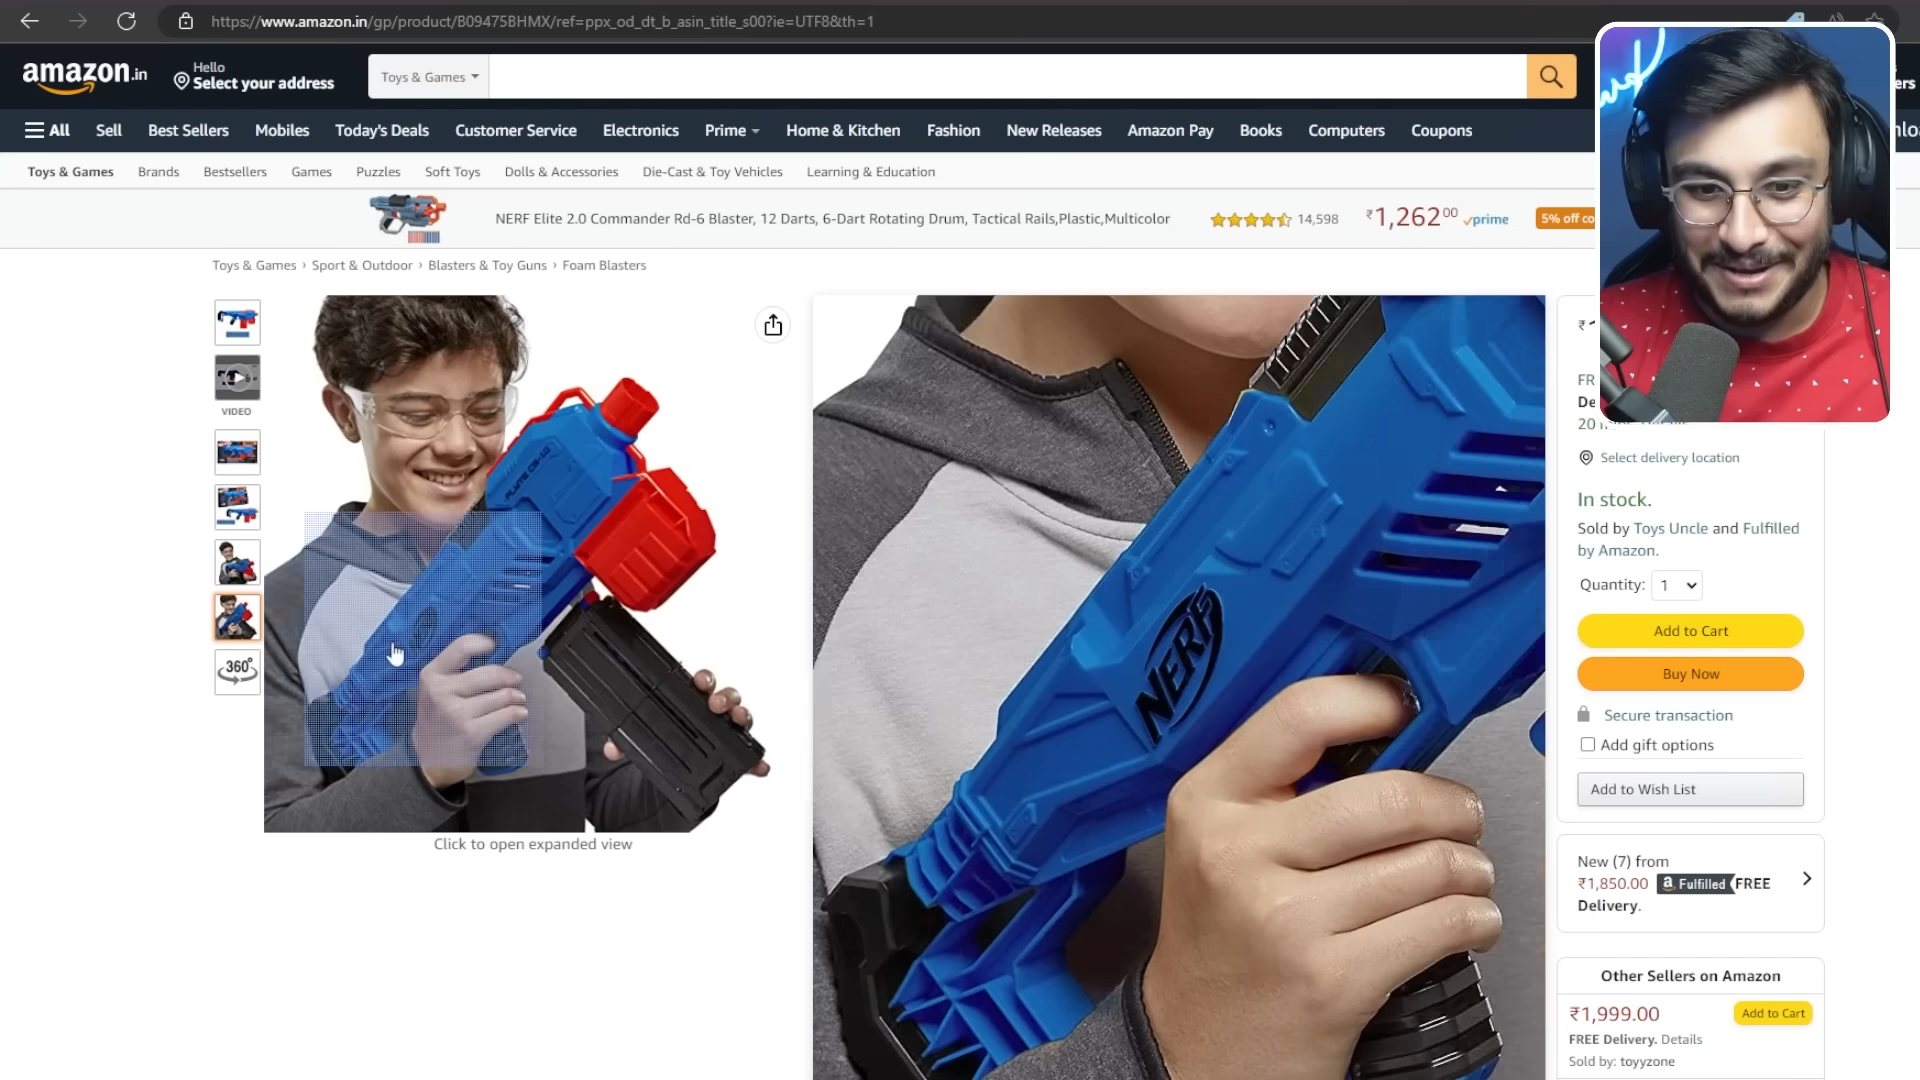 https://www.amazon.in/gp/product/B09475BHMX/ref=ppx_od_dt_b_asin_title_s00?ie=UTF8&th=1
amazon.in
Hello
Select your address
Toys & Games
All
Sell
Best Sellers
Mobiles
Today's Deals
Customer Service
Electronics
Prime
Home & Kitchen
Fashion
New Releases
Amazon Pay
Books
Computers
Coupons
Toys & Games
Brands
Bestsellers
Games
Puzzles
Soft Toys
Dolls & Accessories
Die-Cast & Toy Vehicles
Learning & Education
NERF Elite 2.0 Commander Rd-6 Blaster, 12 Darts, 6-Dart Rotating Drum, Tactical Rails,Plastic,Multicolor
14,598
₹1,262.00
prime
5% off co
Toys & Games › Sport & Outdoor › Blasters & Toy Guns › Foam Blasters
VIDEO
360°
NERF
Click to open expanded view
FR
De
Select delivery location
In stock.
Sold by Toys Uncle and Fulfilled
by Amazon.
Quantity: 1
Add to Cart
Buy Now
Secure transaction
Add gift options
Add to Wish List
New (7) from
₹1,850.00 a Fulfilled FREE
Delivery.
Other Sellers on Amazon
₹1,999.00
Add to Cart
FREE Delivery. Details
Sold by: toyyzone